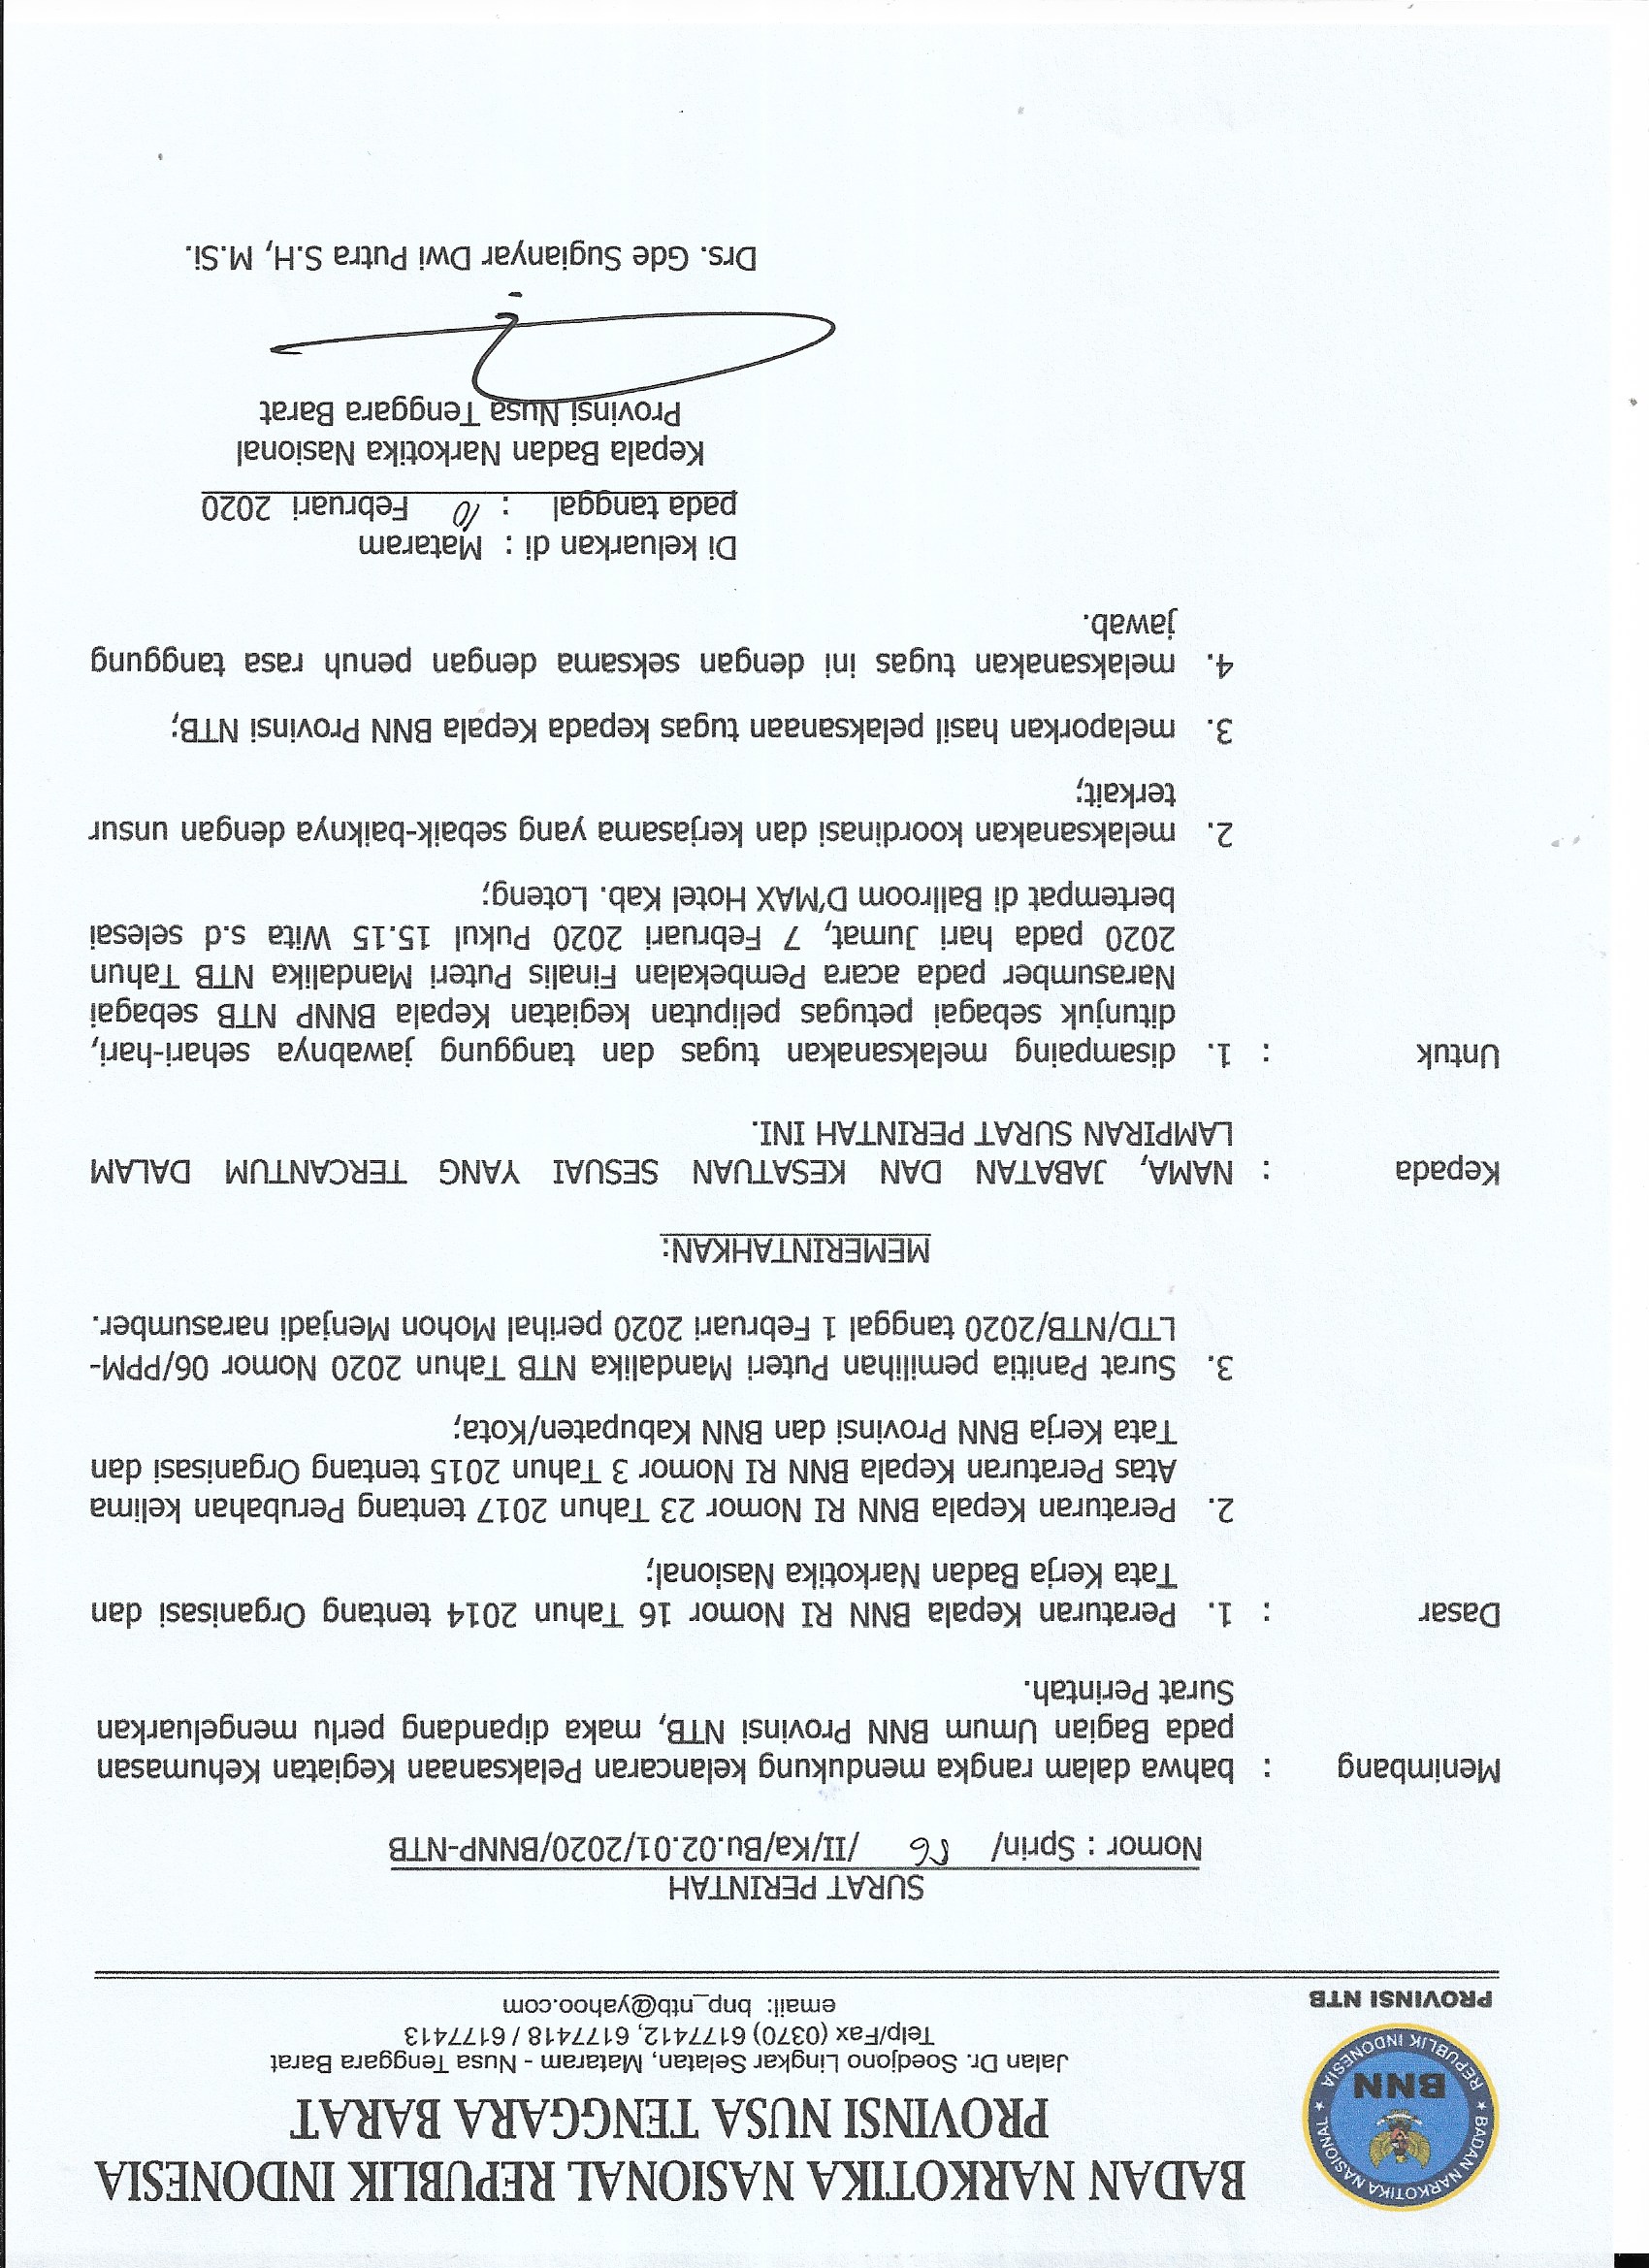 BADAN NARKOTIKA NASIONAL REPUBLIK INDONESIA
PROVINSI NUSA TENGGARA BARAT
Jalan Dr. Soedjono Lingkar Selatan, Mataram - Nusa Tenggara Barat
Telp/Fax (0370) 6177412, 6177418 / 6177413
email: bnp_ntb@yahoo.com
BADAN NARKOTIKA NASIONAL
BNN
REPUBLIK INDONESIA
PROVINSI NTB
SURAT PERINTAH
Nomor : Sprin/ 56 /II/Ka/Bu.02.01/2020/BNNP-NTB
Menimbang : bahwa dalam rangka mendukung kelancaran Pelaksanaan Kegiatan Kehumasan
pada Bagian Umum BNN Provinsi NTB, maka dipandang perlu mengeluarkan
Surat Perintah.
Dasar : 1. Peraturan Kepala BNN RI Nomor 16 Tahun 2014 tentang Organisasi dan
Tata Kerja Badan Narkotika Nasional;
2. Peraturan Kepala BNN RI Nomor 23 Tahun 2017 tentang Perubahan kelima
Atas Peraturan Kepala BNN RI Nomor 3 Tahun 2015 tentang Organisasi dan
Tata Kerja BNN Provinsi dan BNN Kabupaten/Kota;
3. Surat Panitia pemilihan Puteri Mandalika NTB Tahun 2020 Nomor 06/PPM-
LTD/NTB/2020 tanggal 1 Februari 2020 perihal Mohon Menjadi narasumber.
MEMERINTAHKAN:
Kepada : NAMA, JABATAN DAN KESATUAN SESUAI YANG TERCANTUM DALAM
LAMPIRAN SURAT PERINTAH INI.
Untuk : 1. disampaing melaksanakan tugas dan tanggung jawabnya sehari-hari,
ditunjuk sebagai petugas peliputan kegiatan Kepala BNNP NTB sebagai
Narasumber pada acara Pembekalan Finalis Puteri Mandalika NTB Tahun
2020 pada hari Jumat, 7 Februari 2020 Pukul 15.15 Wita s.d selesai
bertempat di Ballroom D'MAX Hotel Kab. Loteng;
2. melaksanakan koordinasi dan kerjasama yang sebaik-baiknya dengan unsur
terkait;
3. melaporkan hasil pelaksanaan tugas kepada Kepala BNN Provinsi NTB;
4. melaksanakan tugas ini dengan seksama dengan penuh rasa tanggung
jawab.
Di keluarkan di : Mataram
pada tanggal : 10 Februari 2020
Kepala Badan Narkotika Nasional
Provinsi Nusa Tenggara Barat
Drs. Gde Sugianyar Dwi Putra S.H, M.Si.